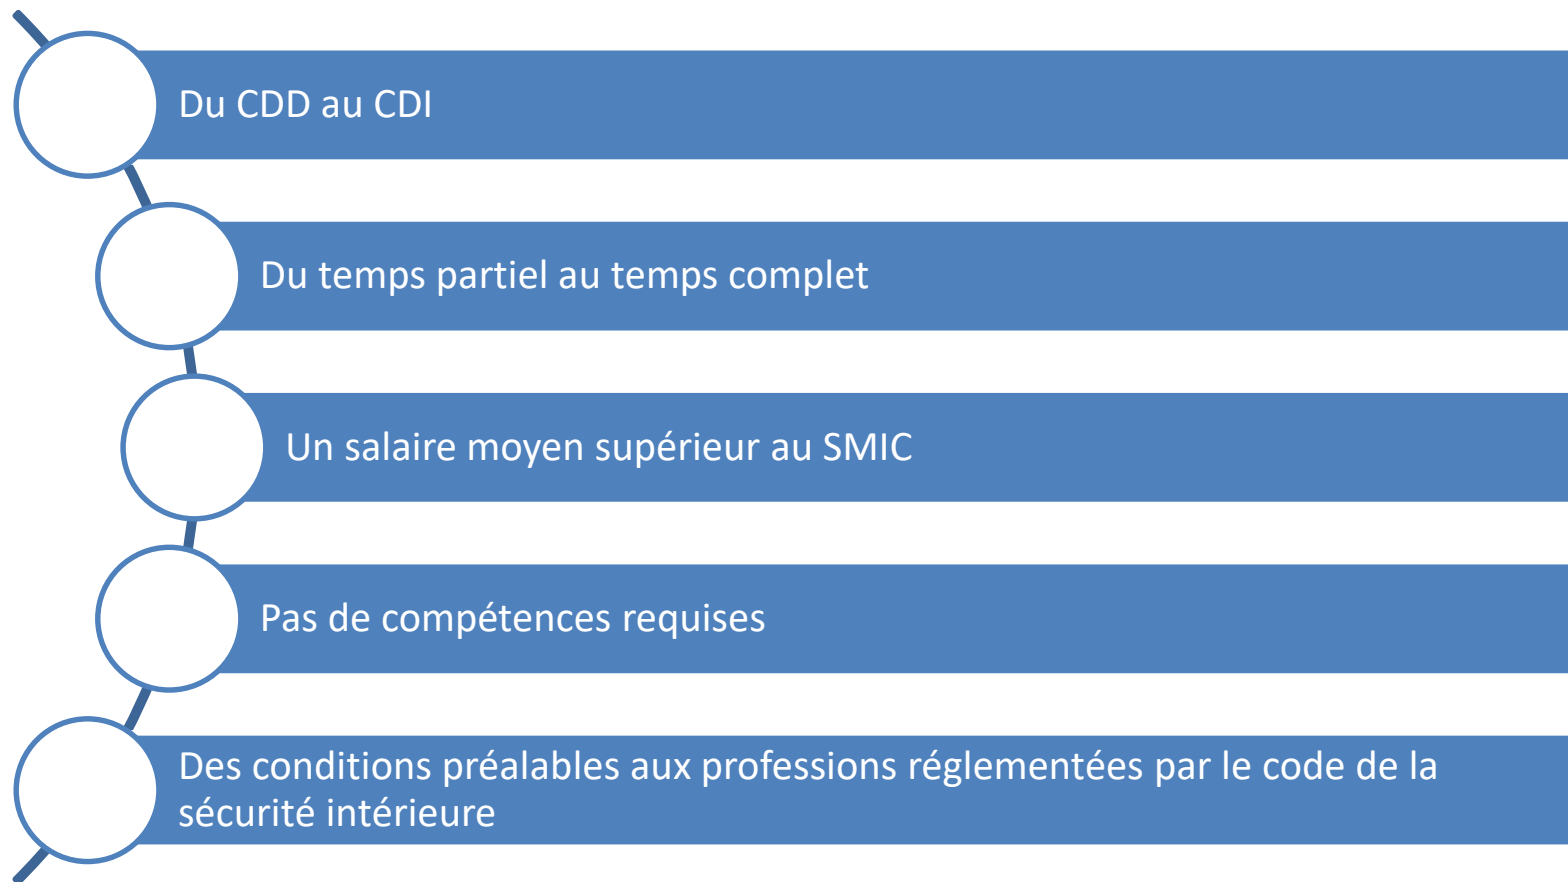 Du CDD au CDI
Du temps partiel au temps complet
Un salaire moyen supérieur au SMIC
Pas de compétences requises
Des conditions préalables aux professions réglementées par le code de la
sécurité intérieure